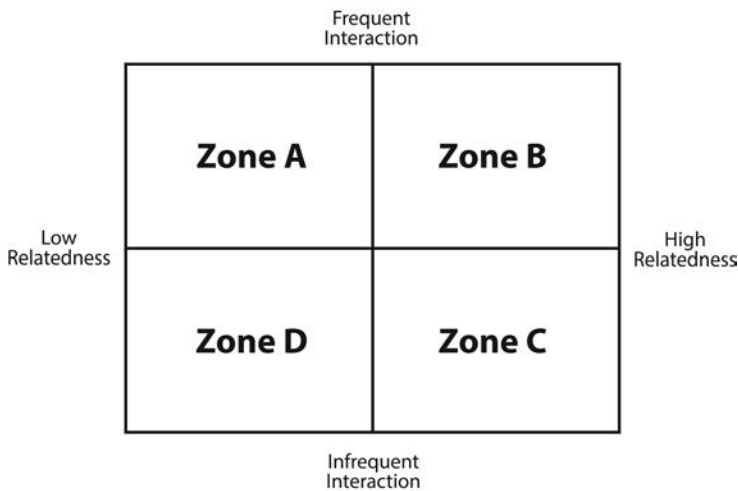 Frequent
Interaction
Zone A
Zone B
Low
Relatedness
High
Relatedness
Zone D
Zone C
Infrequent
Interaction